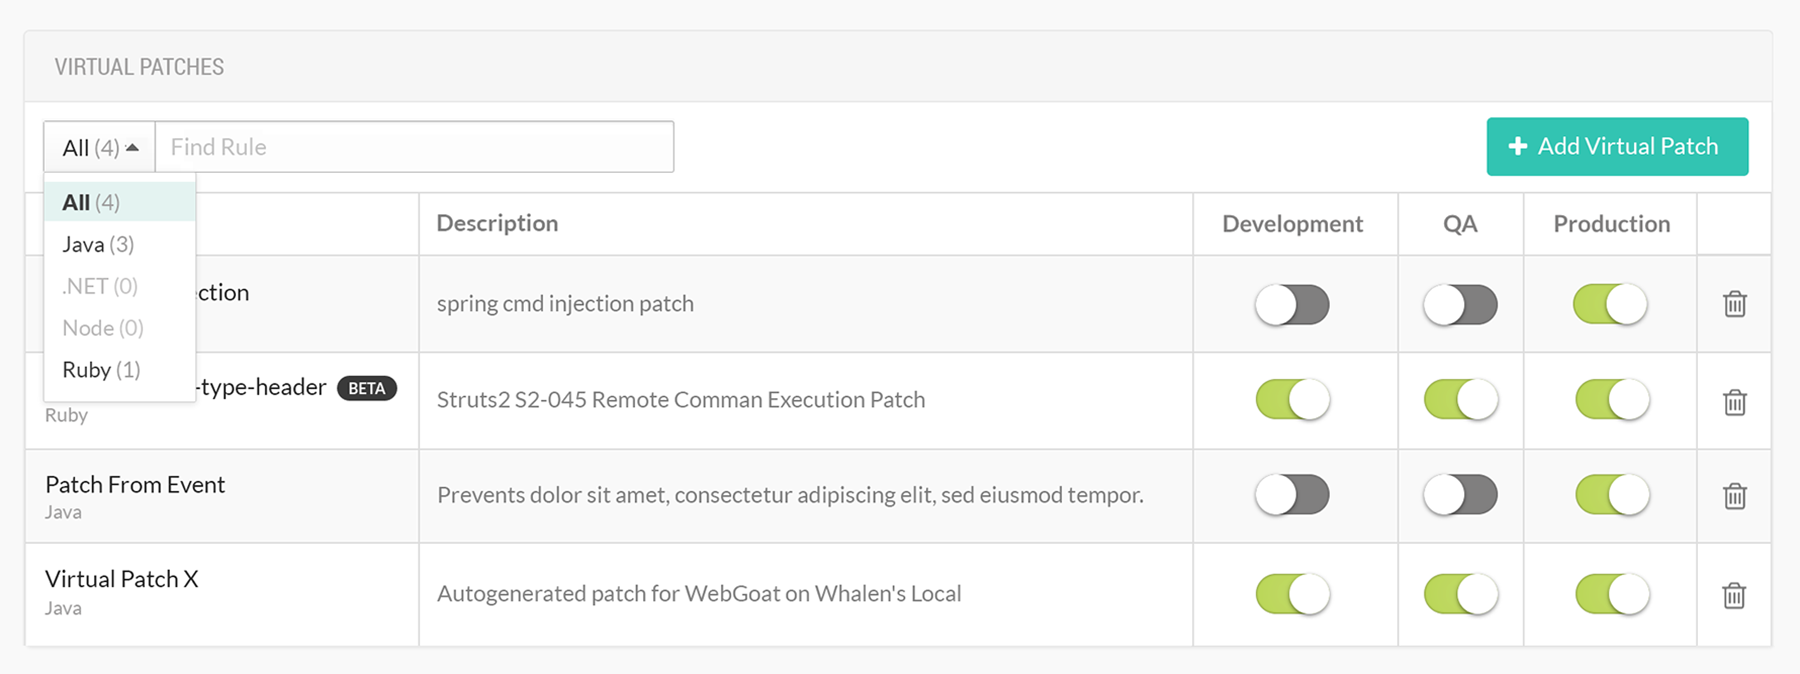 VIRTUAL PATCHES
All (4)
Find Rule
Add Virtual Patch
All (4)
Java (3)
.NET (0)
Node (0)
Ruby (1)
Description
Development
QA
Production
ction
spring cmd injection patch
-type-header
BETA
Ruby
Struts2 S2-045 Remote Comman Execution Patch
Patch From Event
Java
Prevents dolor sit amet, consectetur adipiscing elit, sed eiusmod tempor.
Virtual Patch X
Java
Autogenerated patch for WebGoat on Whalen's Local